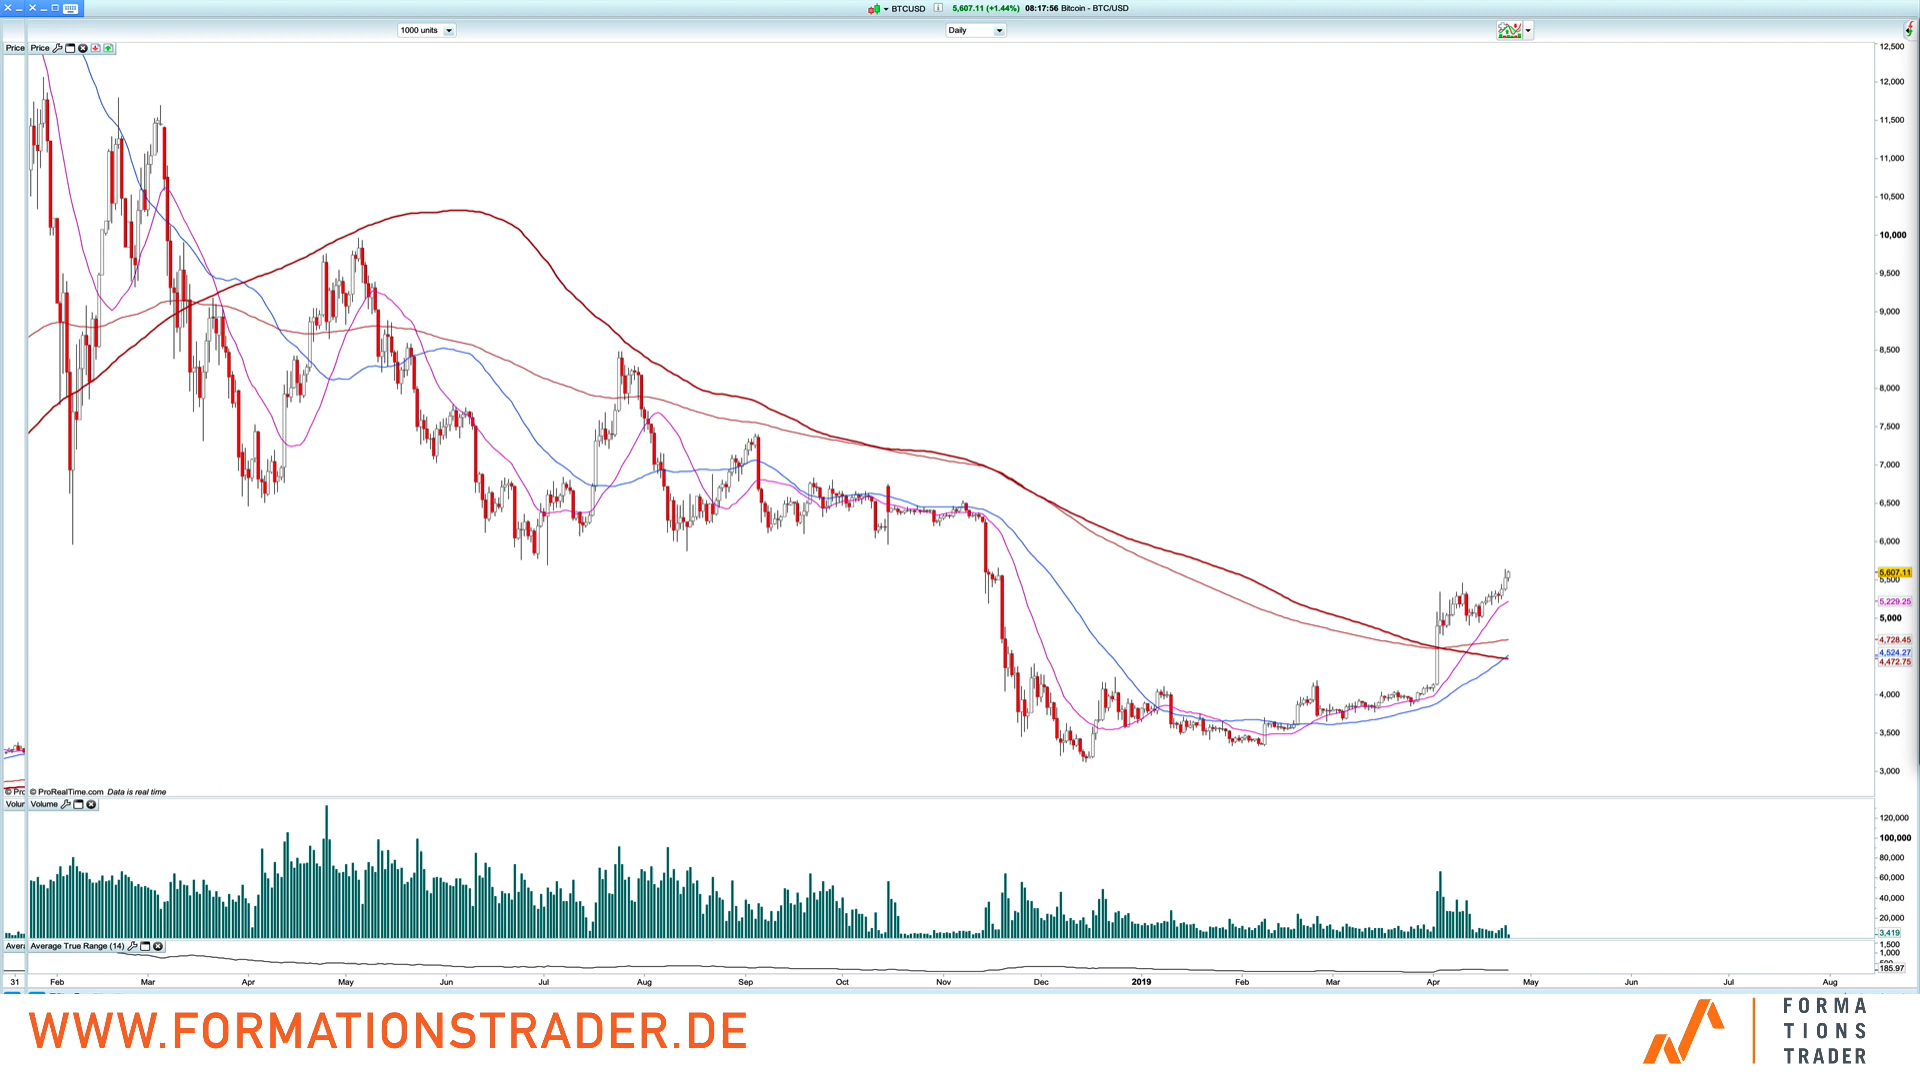 BTCUSD 5,607.11 (+1.44%) 08:17:56 Bitcoin - BTC/USD
1000 units
Daily
Price
Price
12,500
12,000
11,500
11,000
10,500
10,000
9,500
9,000
8,500
8,000
7,500
7,000
6,500
6,000
5,607.11
5,500
5,229.25
5,000
4,728.45
4,524.27
4,472.75
4,000
3,500
3,000
© Prc
© ProRealTime.com Data is real time
Volur
Volume
120,000
100,000
80,000
60,000
40,000
20,000
3,419
Avera
Average True Range (14)
1,500
1,000
185.97
31 Feb Mar Apr May Jun Jul Aug Sep Oct Nov Dec 2019 Feb Mar Apr May Jun Jul Aug
WWW.FORMATIONSTRADER.DE
FORMA
TIONS
TRADER